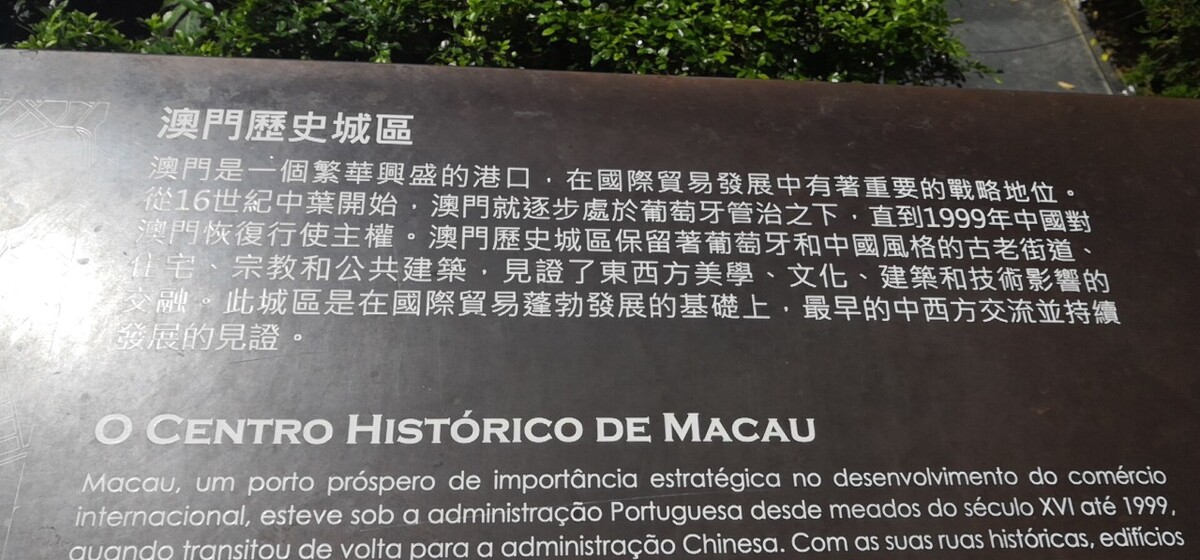 澳門歷史城區
澳門是一個繁華興盛的港口，在國際貿易發展中有著重要的戰略地位。
從16世紀中葉開始，澳門就逐步處於葡萄牙管治之下，直到1999年中國對
澳門恢復行使主權。澳門歷史城區保留著葡萄牙和中國風格的古老街道、
住宅、宗教和公共建築，見證了東西方美學、文化、建築和技術影響的
交融。此城區是在國際貿易蓬勃發展的基礎上，最早的中西方交流並持續
發展的見證。
O CENTRO HISTÓRICO DE MACAU
Macau, um porto próspero de importância estratégica no desenvolvimento do comércio
internacional, esteve sob a administração Portuguesa desde meados do século XVI até 1999,
quando transitou de volta para a administração Chinesa. Com as suas ruas históricas, edifícios